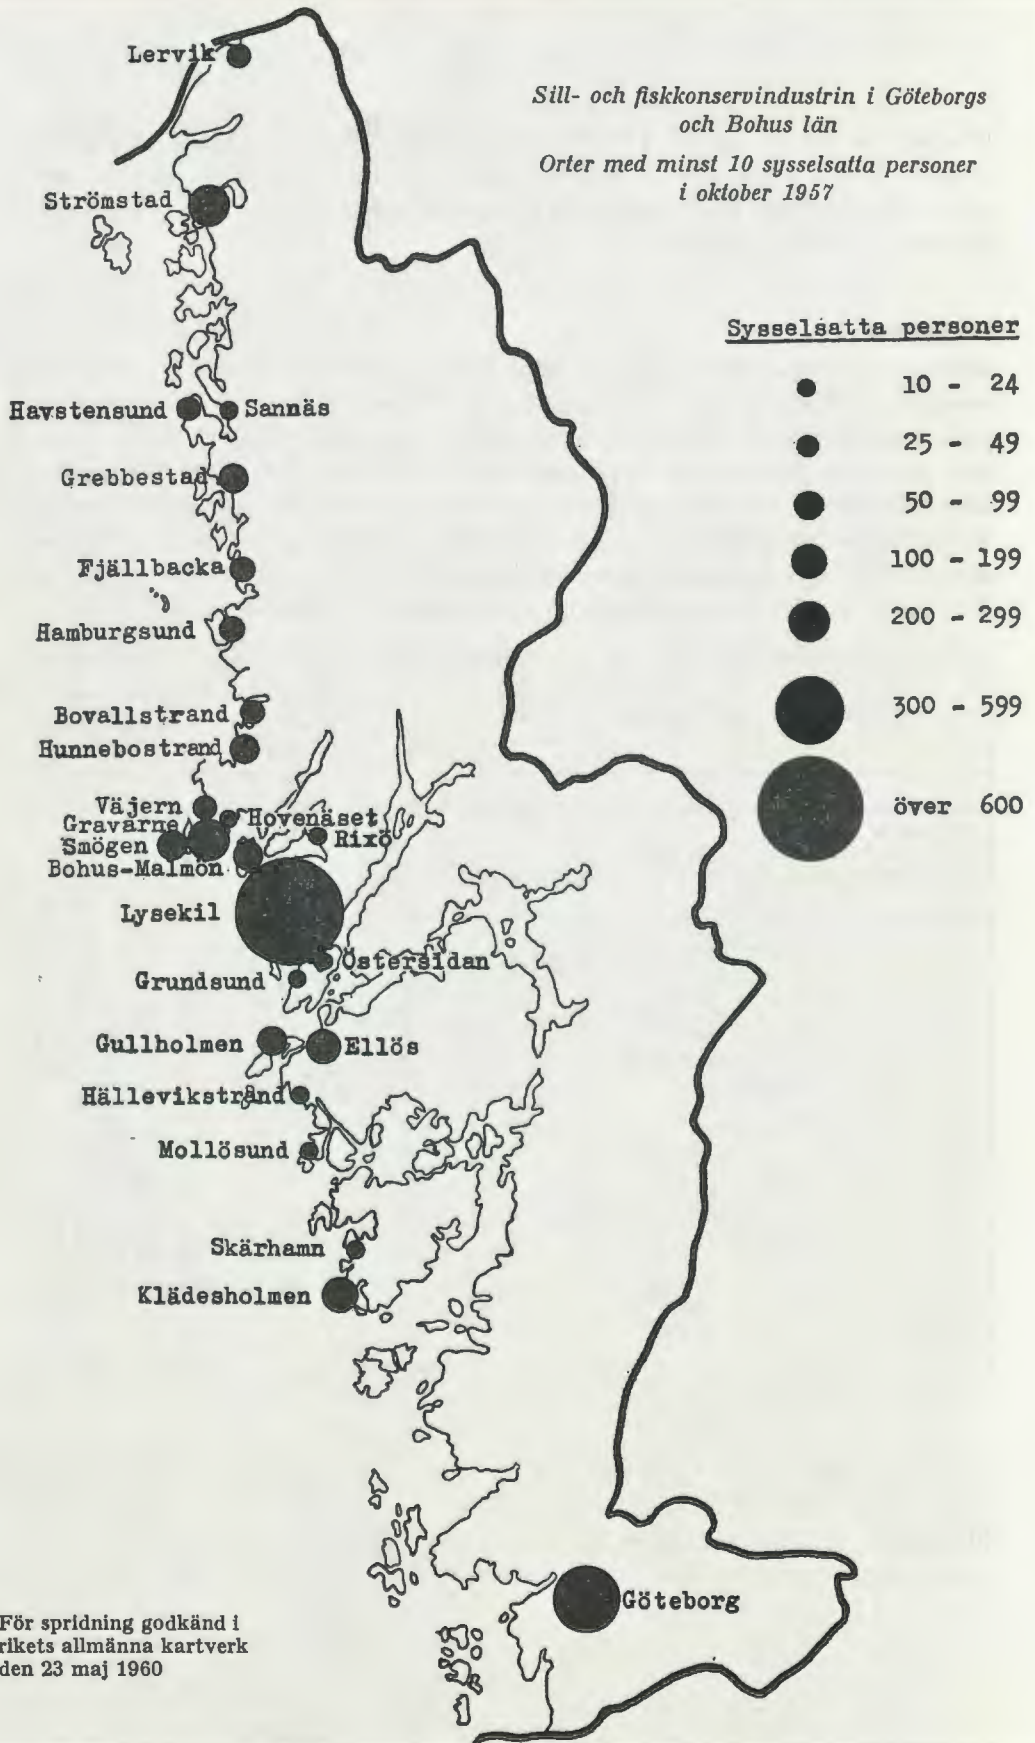 Lervik
Sill- och fiskkonservindustrin i Göteborgs
och Bohus län
Orter med minst 10 sysselsatta personer
i oktober 1957
Strömstad
Sysselsatta personer
10 - 24
25 - 49
50 - 99
100 - 199
200 - 299
300 - 599
över 600
Havstensund
Sannäs
Grebbestad
Fjällbacka
Hamburgsund
Bovallstrand
Hunnebostrand
Väjern
Hovenäset
Gravarne
Smögen
Rixö
Bohus-Malmön
Lysekil
Östersidan
Grundsund
Gullholmen
Ellös
Hällevikstrand
Mollösund
Skärhamn
Klädesholmen
Göteborg
För spridning godkänd i
rikets allmänna kartverk
den 23 maj 1960